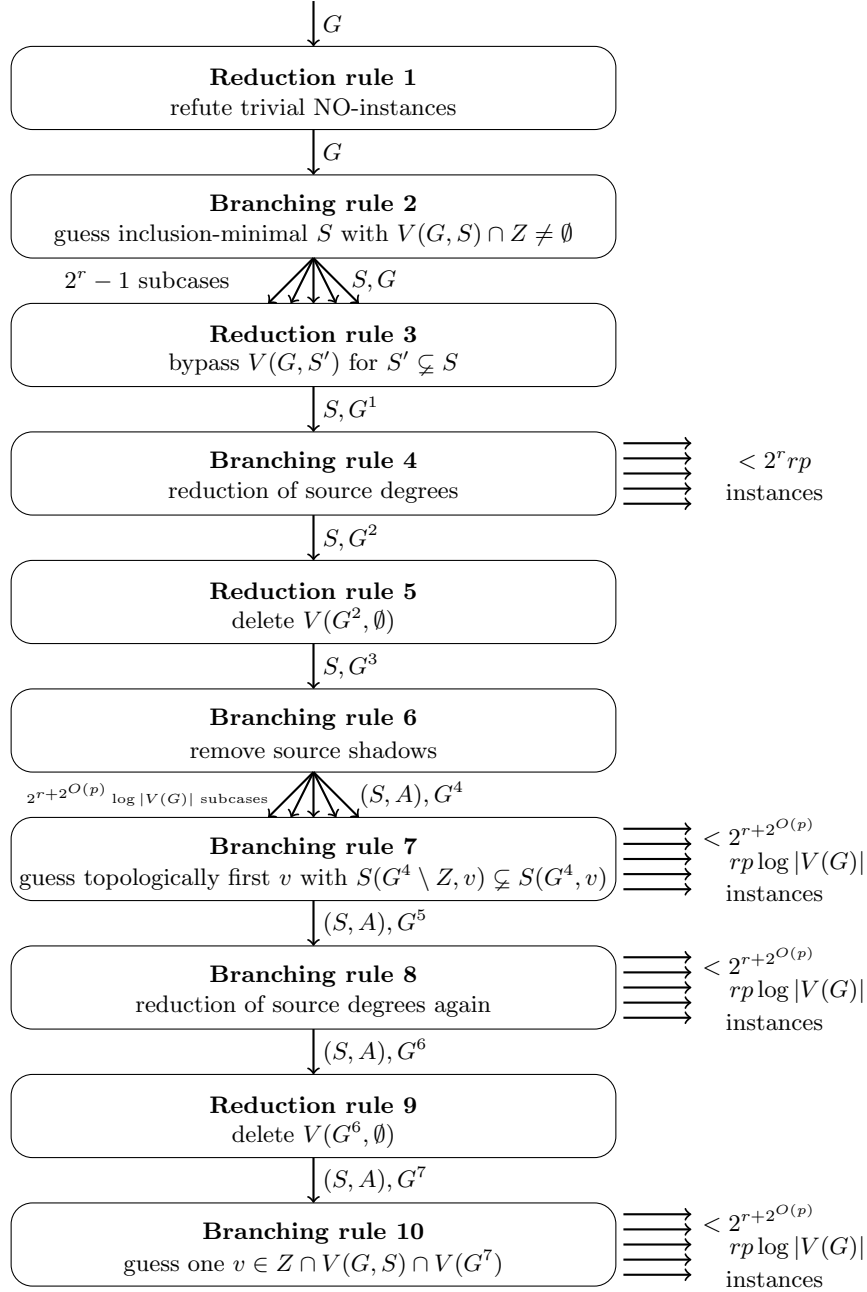 G
Reduction rule 1
refute trivial NO-instances
G
Branching rule 2
guess inclusion-minimal S with V(G, S) ∩ Z ≠ ∅
2^r − 1 subcases
S, G
Reduction rule 3
bypass V(G, S′) for S′ ⊊ S
S, G^1
Branching rule 4
reduction of source degrees
< 2^r rp
instances
S, G^2
Reduction rule 5
delete V(G^2, ∅)
S, G^3
Branching rule 6
remove source shadows
2^{r+2^{O(p)}} log |V(G)| subcases
(S, A), G^4
Branching rule 7
guess topologically first v with S(G^4 \ Z, v) ⊊ S(G^4, v)
< 2^{r+2^{O(p)}}
rp log |V(G)|
instances
(S, A), G^5
Branching rule 8
reduction of source degrees again
< 2^{r+2^{O(p)}}
rp log |V(G)|
instances
(S, A), G^6
Reduction rule 9
delete V(G^6, ∅)
(S, A), G^7
Branching rule 10
guess one v ∈ Z ∩ V(G, S) ∩ V(G^7)
< 2^{r+2^{O(p)}}
rp log |V(G)|
instances